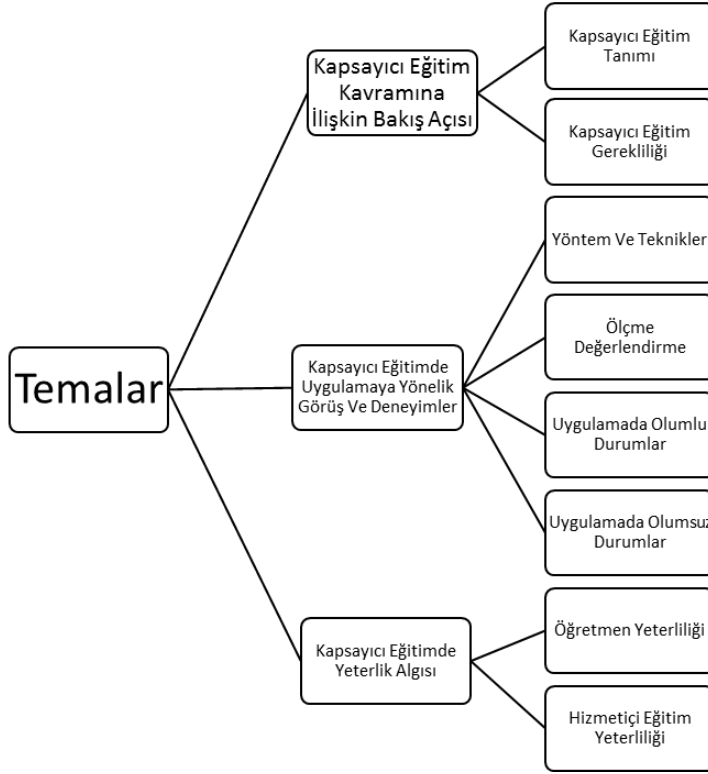 Temalar
Kapsayıcı Eğitim
Kavramına
İlişkin Bakış Açısı
Kapsayıcı Eğitim
Tanımı
Kapsayıcı Eğitim
Gerekliliği
Kapsayıcı Eğitimde
Uygulamaya Yönelik
Görüş Ve Deneyimler
Yöntem Ve Teknikler
Ölçme
Değerlendirme
Uygulamada Olumlu
Durumlar
Uygulamada Olumsuz
Durumlar
Kapsayıcı Eğitimde
Yeterlik Algısı
Öğretmen Yeterliliği
Hizmetiçi Eğitim
Yeterliliği